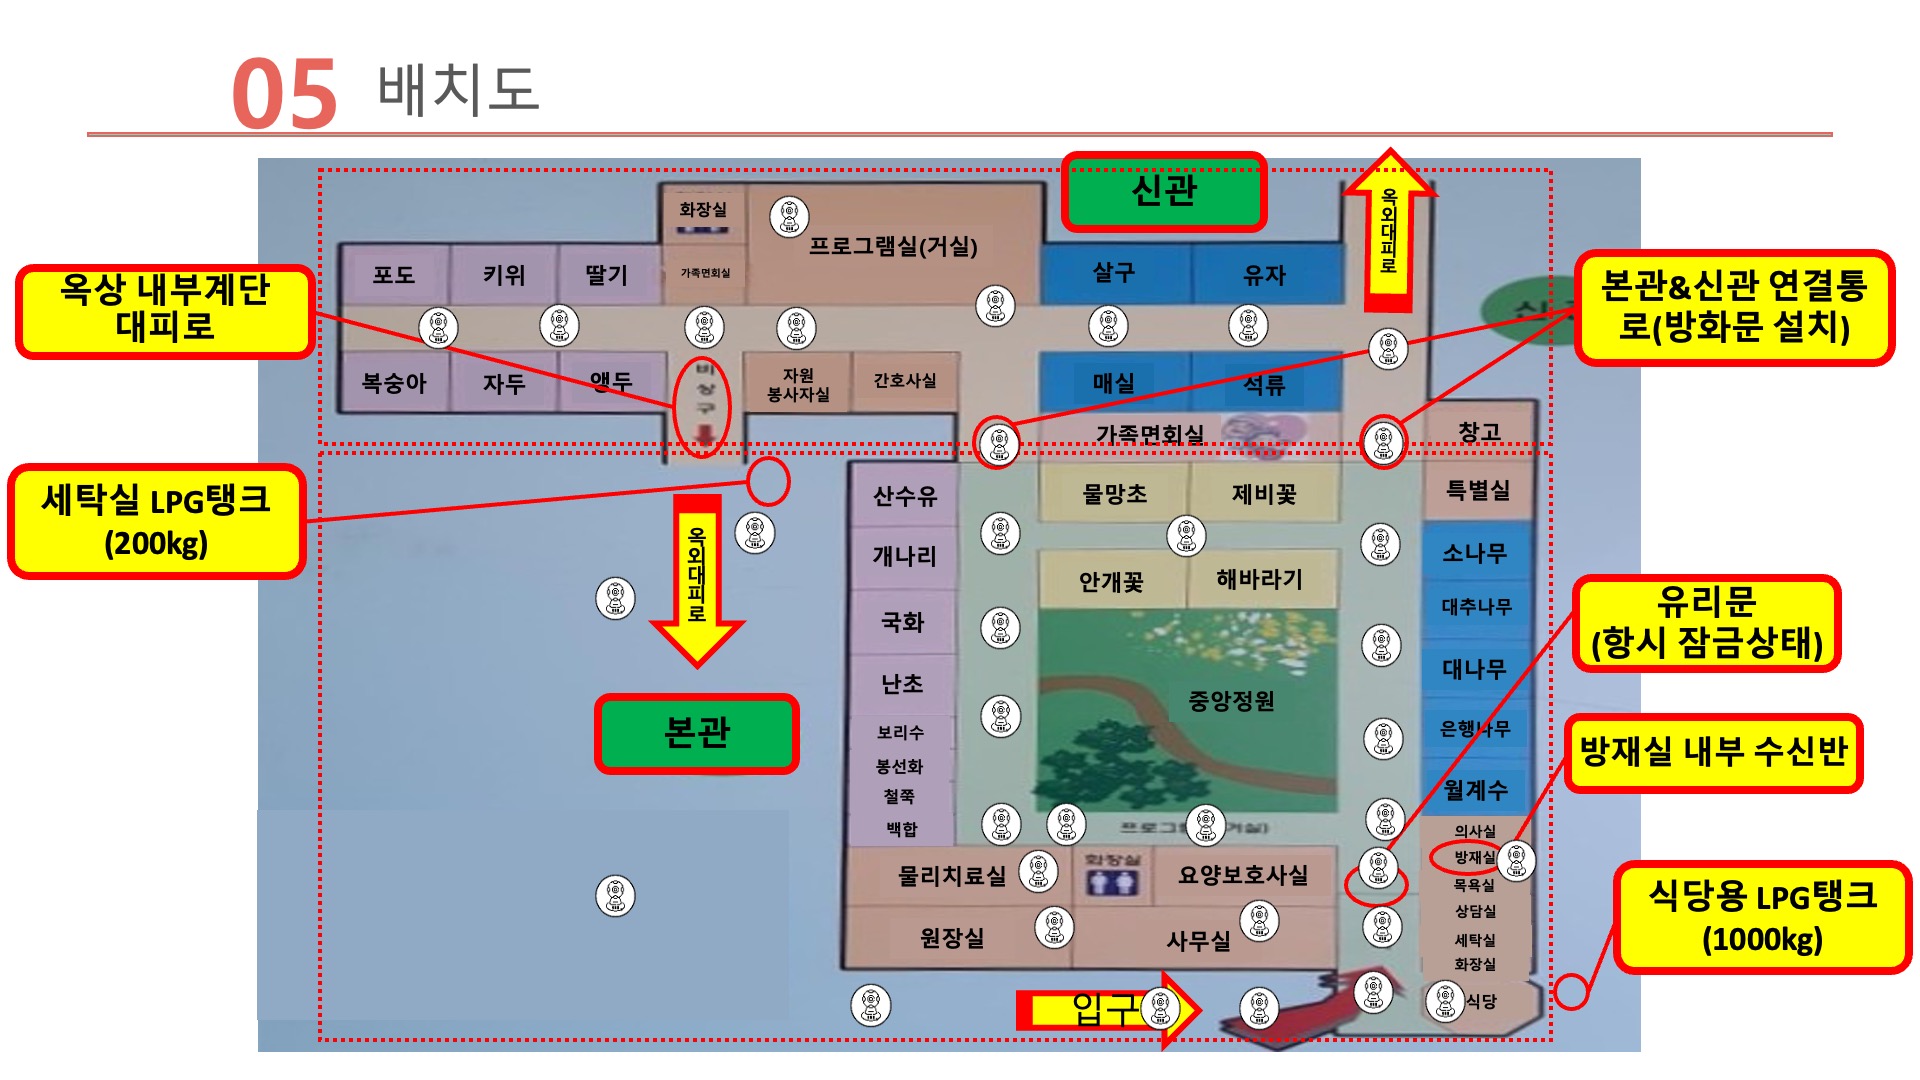 05 배치도
신관
옥외대피로
화장실
프로그램실(거실)
포도 키위 딸기 가족면회실 살구 유자
옥상 내부계단
대피로
본관&신관 연결통
로(방화문 설치)
복숭아 자두 앵두 비상구 자원
봉사자실 간호사실 매실 석류
가족면회실 창고
세탁실 LPG탱크
(200kg)
산수유 물망초 제비꽃 특별실
옥외대피로
개나리 안개꽃 해바라기 소나무
국화 대추나무
유리문
(항시 잠금상태)
난초 중앙정원 대나무
본관
보리수 은행나무
방재실 내부 수신반
봉선화 월계수
철쭉
백합 의사실
물리치료실 화장실 요양보호사실 방재실
목욕실
식당용 LPG탱크
(1000kg)
원장실 사무실 상담실
세탁실
화장실
입구 식당